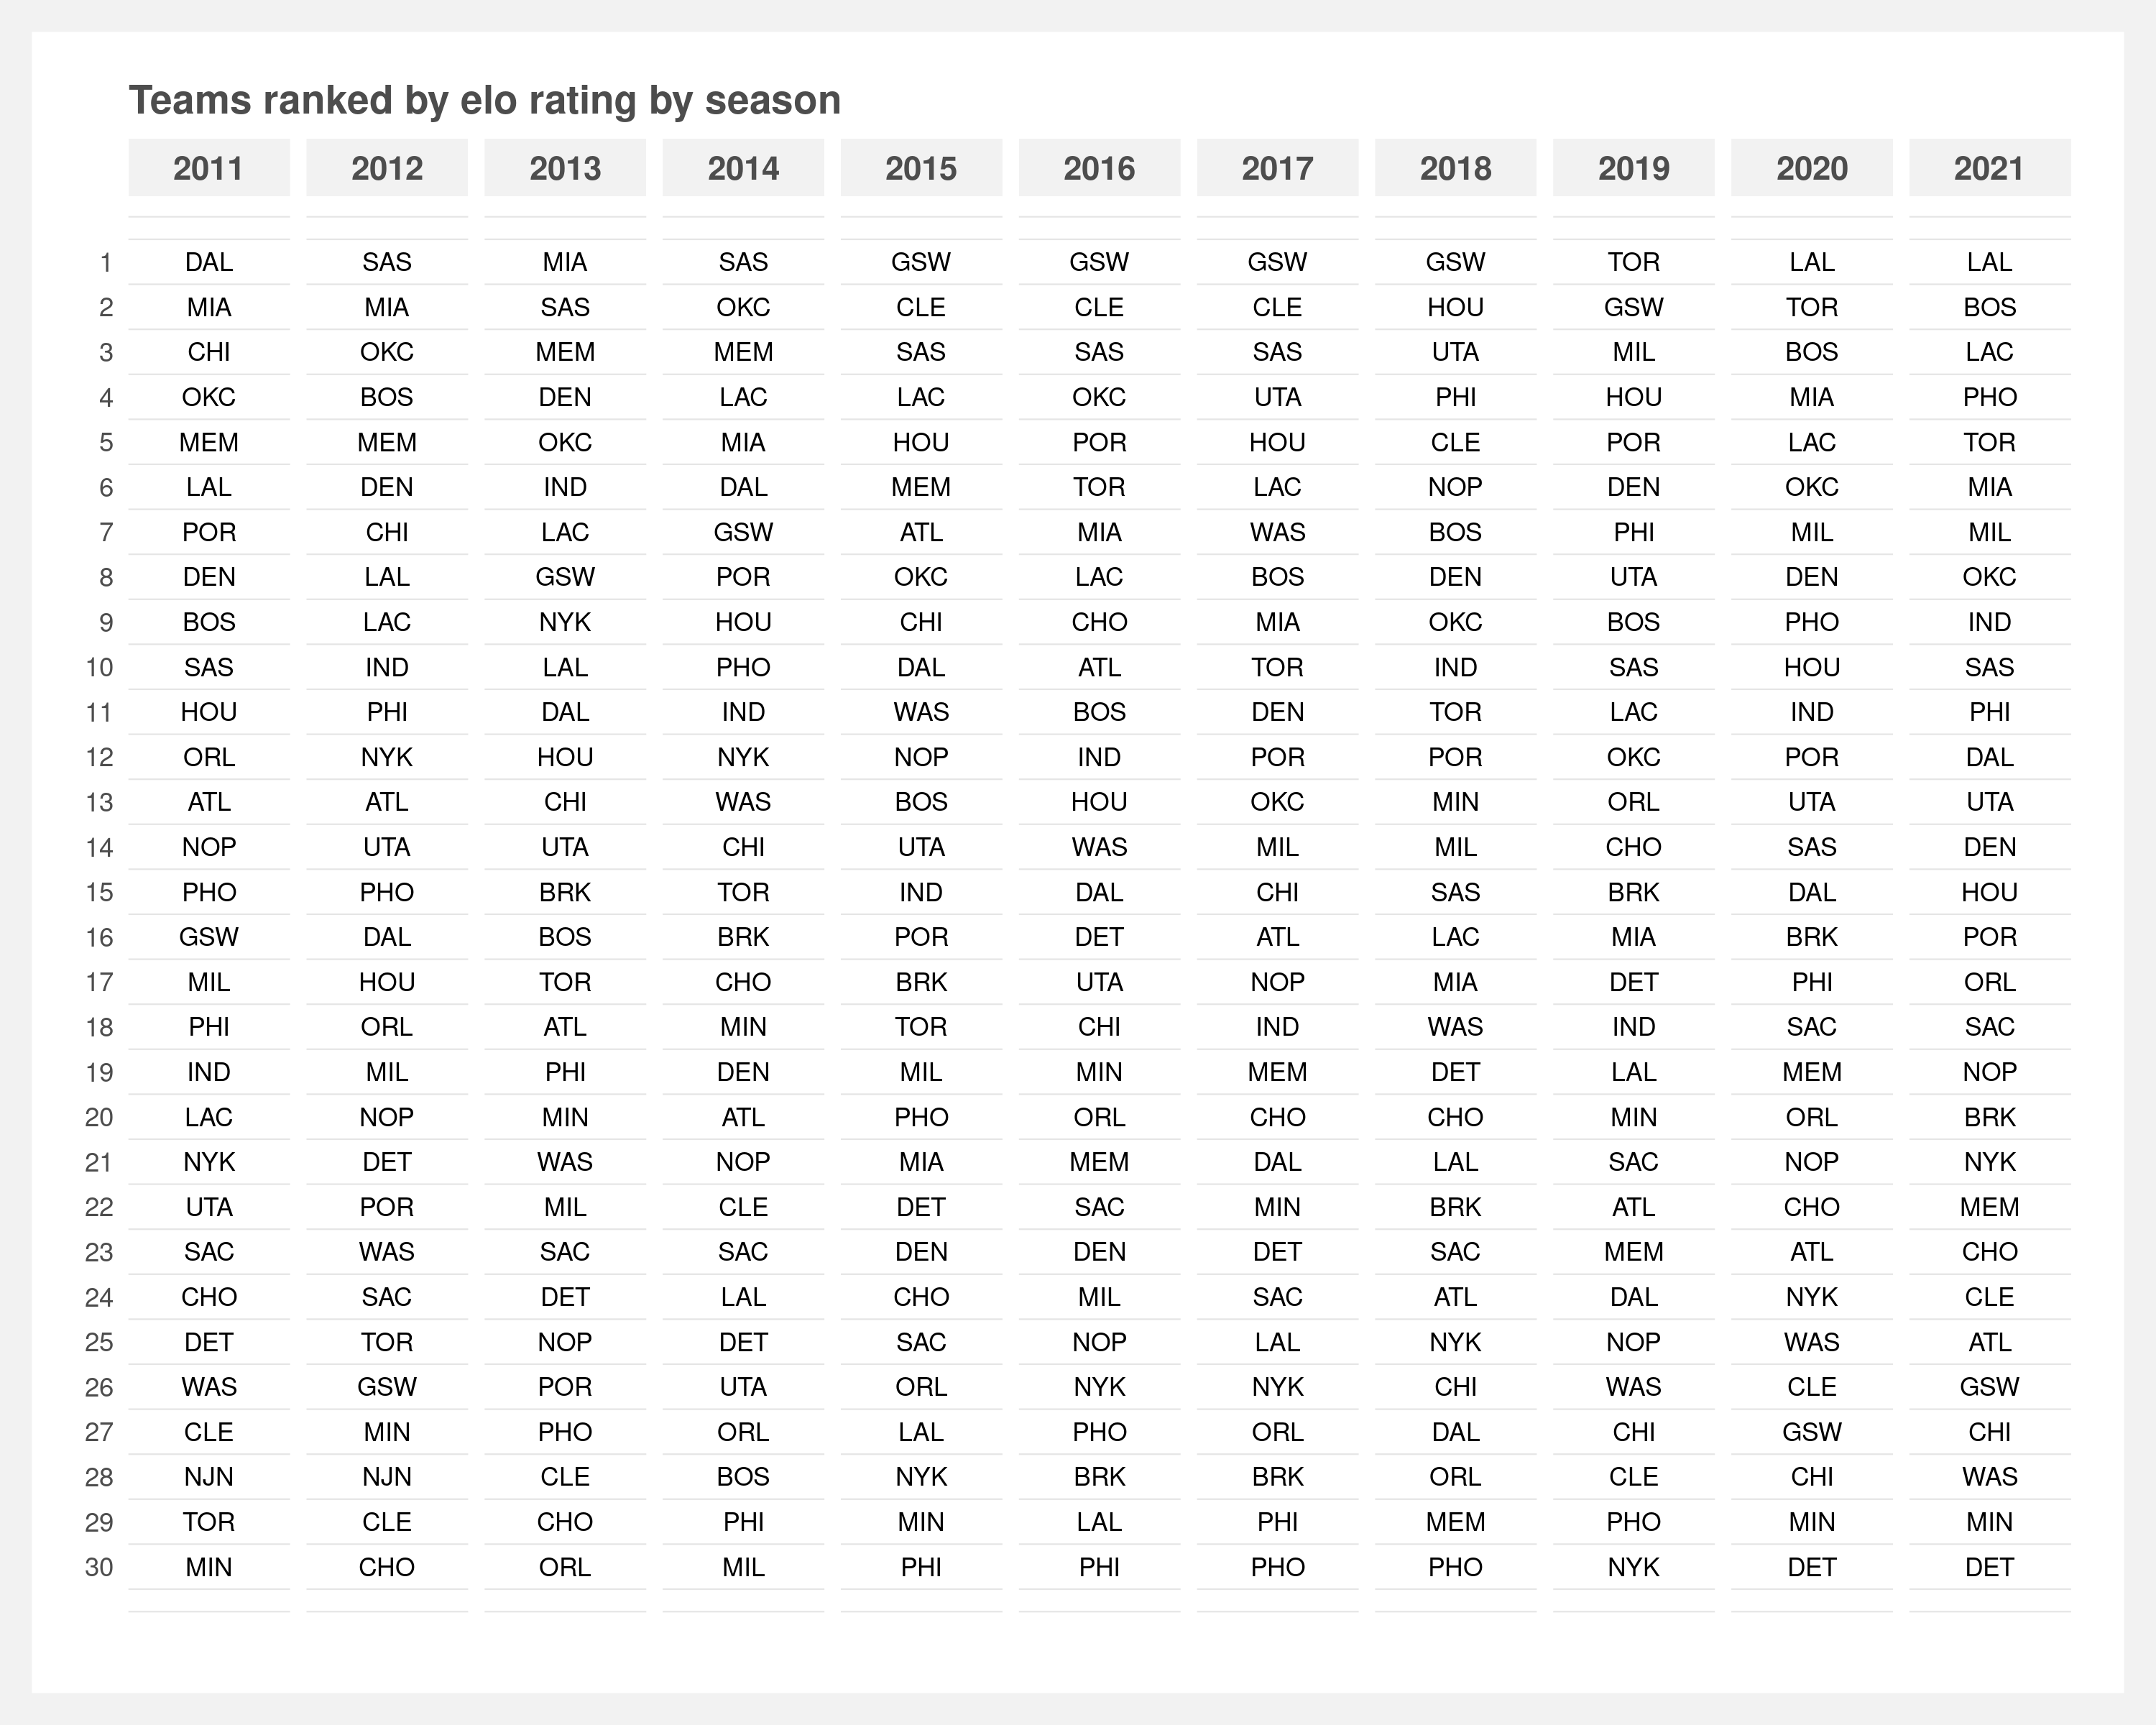 Teams ranked by elo rating by season
2011 2012 2013 2014 2015 2016 2017 2018 2019 2020 2021
1 DAL SAS MIA SAS GSW GSW GSW GSW TOR LAL LAL
2 MIA MIA SAS OKC CLE CLE CLE HOU GSW TOR BOS
3 CHI OKC MEM MEM SAS SAS SAS UTA MIL BOS LAC
4 OKC BOS DEN LAC LAC OKC UTA PHI HOU MIA PHO
5 MEM MEM OKC MIA HOU POR HOU CLE POR LAC TOR
6 LAL DEN IND DAL MEM TOR LAC NOP DEN OKC MIA
7 POR CHI LAC GSW ATL MIA WAS BOS PHI MIL MIL
8 DEN LAL GSW POR OKC LAC BOS DEN UTA DEN OKC
9 BOS LAC NYK HOU CHI CHO MIA OKC BOS PHO IND
10 SAS IND LAL PHO DAL ATL TOR IND SAS HOU SAS
11 HOU PHI DAL IND WAS BOS DEN TOR LAC IND PHI
12 ORL NYK HOU NYK NOP IND POR POR OKC POR DAL
13 ATL ATL CHI WAS BOS HOU OKC MIN ORL UTA UTA
14 NOP UTA UTA CHI UTA WAS MIL MIL CHO SAS DEN
15 PHO PHO BRK TOR IND DAL CHI SAS BRK DAL HOU
16 GSW DAL BOS BRK POR DET ATL LAC MIA BRK POR
17 MIL HOU TOR CHO BRK UTA NOP MIA DET PHI ORL
18 PHI ORL ATL MIN TOR CHI IND WAS IND SAC SAC
19 IND MIL PHI DEN MIL MIN MEM DET LAL MEM NOP
20 LAC NOP MIN ATL PHO ORL CHO CHO MIN ORL BRK
21 NYK DET WAS NOP MIA MEM DAL LAL SAC NOP NYK
22 UTA POR MIL CLE DET SAC MIN BRK ATL CHO MEM
23 SAC WAS SAC SAC DEN DEN DET SAC MEM ATL CHO
24 CHO SAC DET LAL CHO MIL SAC ATL DAL NYK CLE
25 DET TOR NOP DET SAC NOP LAL NYK NOP WAS ATL
26 WAS GSW POR UTA ORL NYK NYK CHI WAS CLE GSW
27 CLE MIN PHO ORL LAL PHO ORL DAL CHI GSW CHI
28 NJN NJN CLE BOS NYK BRK BRK ORL CLE CHI WAS
29 TOR CLE CHO PHI MIN LAL PHI MEM PHO MIN MIN
30 MIN CHO ORL MIL PHI PHI PHO PHO NYK DET DET